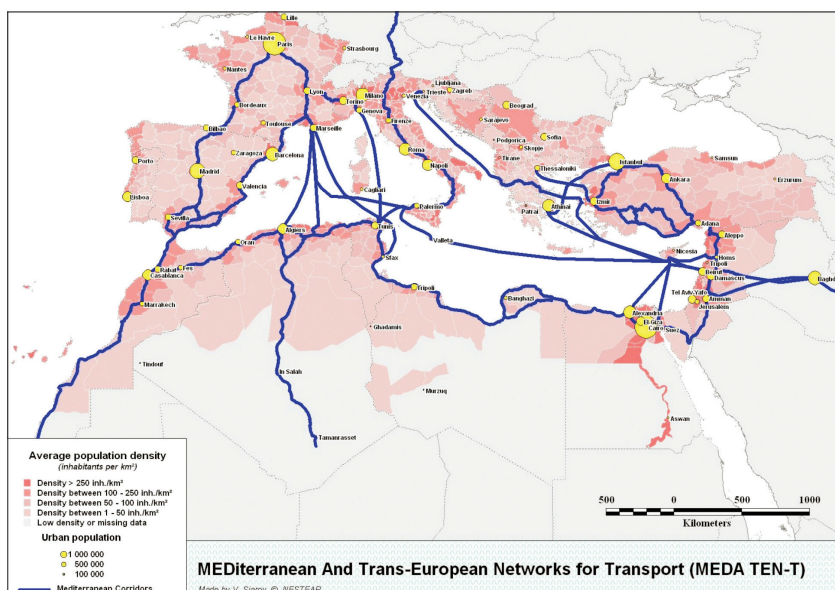 Lille
Le Havre
Paris
Strasbourg
Nantes
Ljubljana
Lyon
Milano
Trieste
Zagreb
Torino
Venezia
Bordeaux
Genova
Beograd
Toulouse
Marseille
Firenze
Sarajevo
Bilbao
Sofia
Podgorica
Skopje
Porto
Zaragoza
Barcelona
Roma
Tirane
Istanbul
Samsun
Madrid
Napoli
Thessaloniki
Ankara
Erzurum
Valencia
Cagliari
Lisboa
Palermo
Izmir
Athinai
Patrai
Adana
Sevilla
Algiers
Tunis
Aleppo
Oran
Valleta
Nicosia
Homs
Rabat
Fes
Sfax
Tripoli
Casablanca
Beirut
Damascus
Baghd
Tripoli
Tel Aviv-Yafo
Amman
Marrakech
Banghazi
Jerusalem
Alexandria
El-Giza
Cairo
Suez
Ghadamis
Tindouf
In Salah
Murzuq
Aswan
Tamanrasset
Average population density
(inhabitants per km²)
Density > 250 inh./km²
Density between 100 - 250 inh./km²
Density between 50 - 100 inh./km²
Density between 1 - 50 inh./km²
Low density or missing data
Urban population
1 000 000
500 000
100 000
Mediterranean Corridors
500 0 500 1000
Kilometers
MEDiterranean And Trans-European Networks for Transport (MEDA TEN-T)